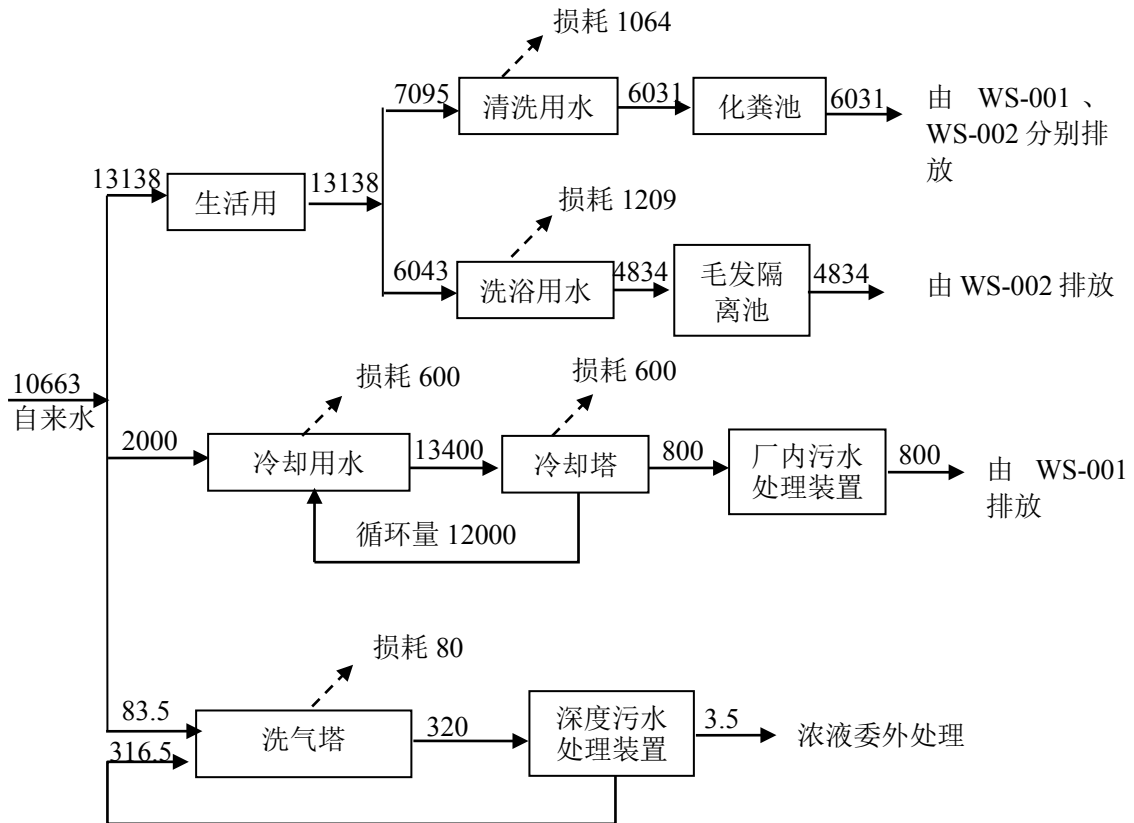 损耗 1064
7095
清洗用水
6031
化粪池
6031
由 WS-001 、
WS-002 分别排
放
13138
生活用
13138
损耗 1209
6043
洗浴用水
4834
毛发隔
离池
4834
由 WS-002 排放
10663
自来水
损耗 600
损耗 600
2000
冷却用水
13400
冷却塔
800
厂内污水
处理装置
800
由 WS-001
排放
循环量 12000
损耗 80
83.5
洗气塔
320
深度污水
处理装置
3.5
浓液委外处理
316.5